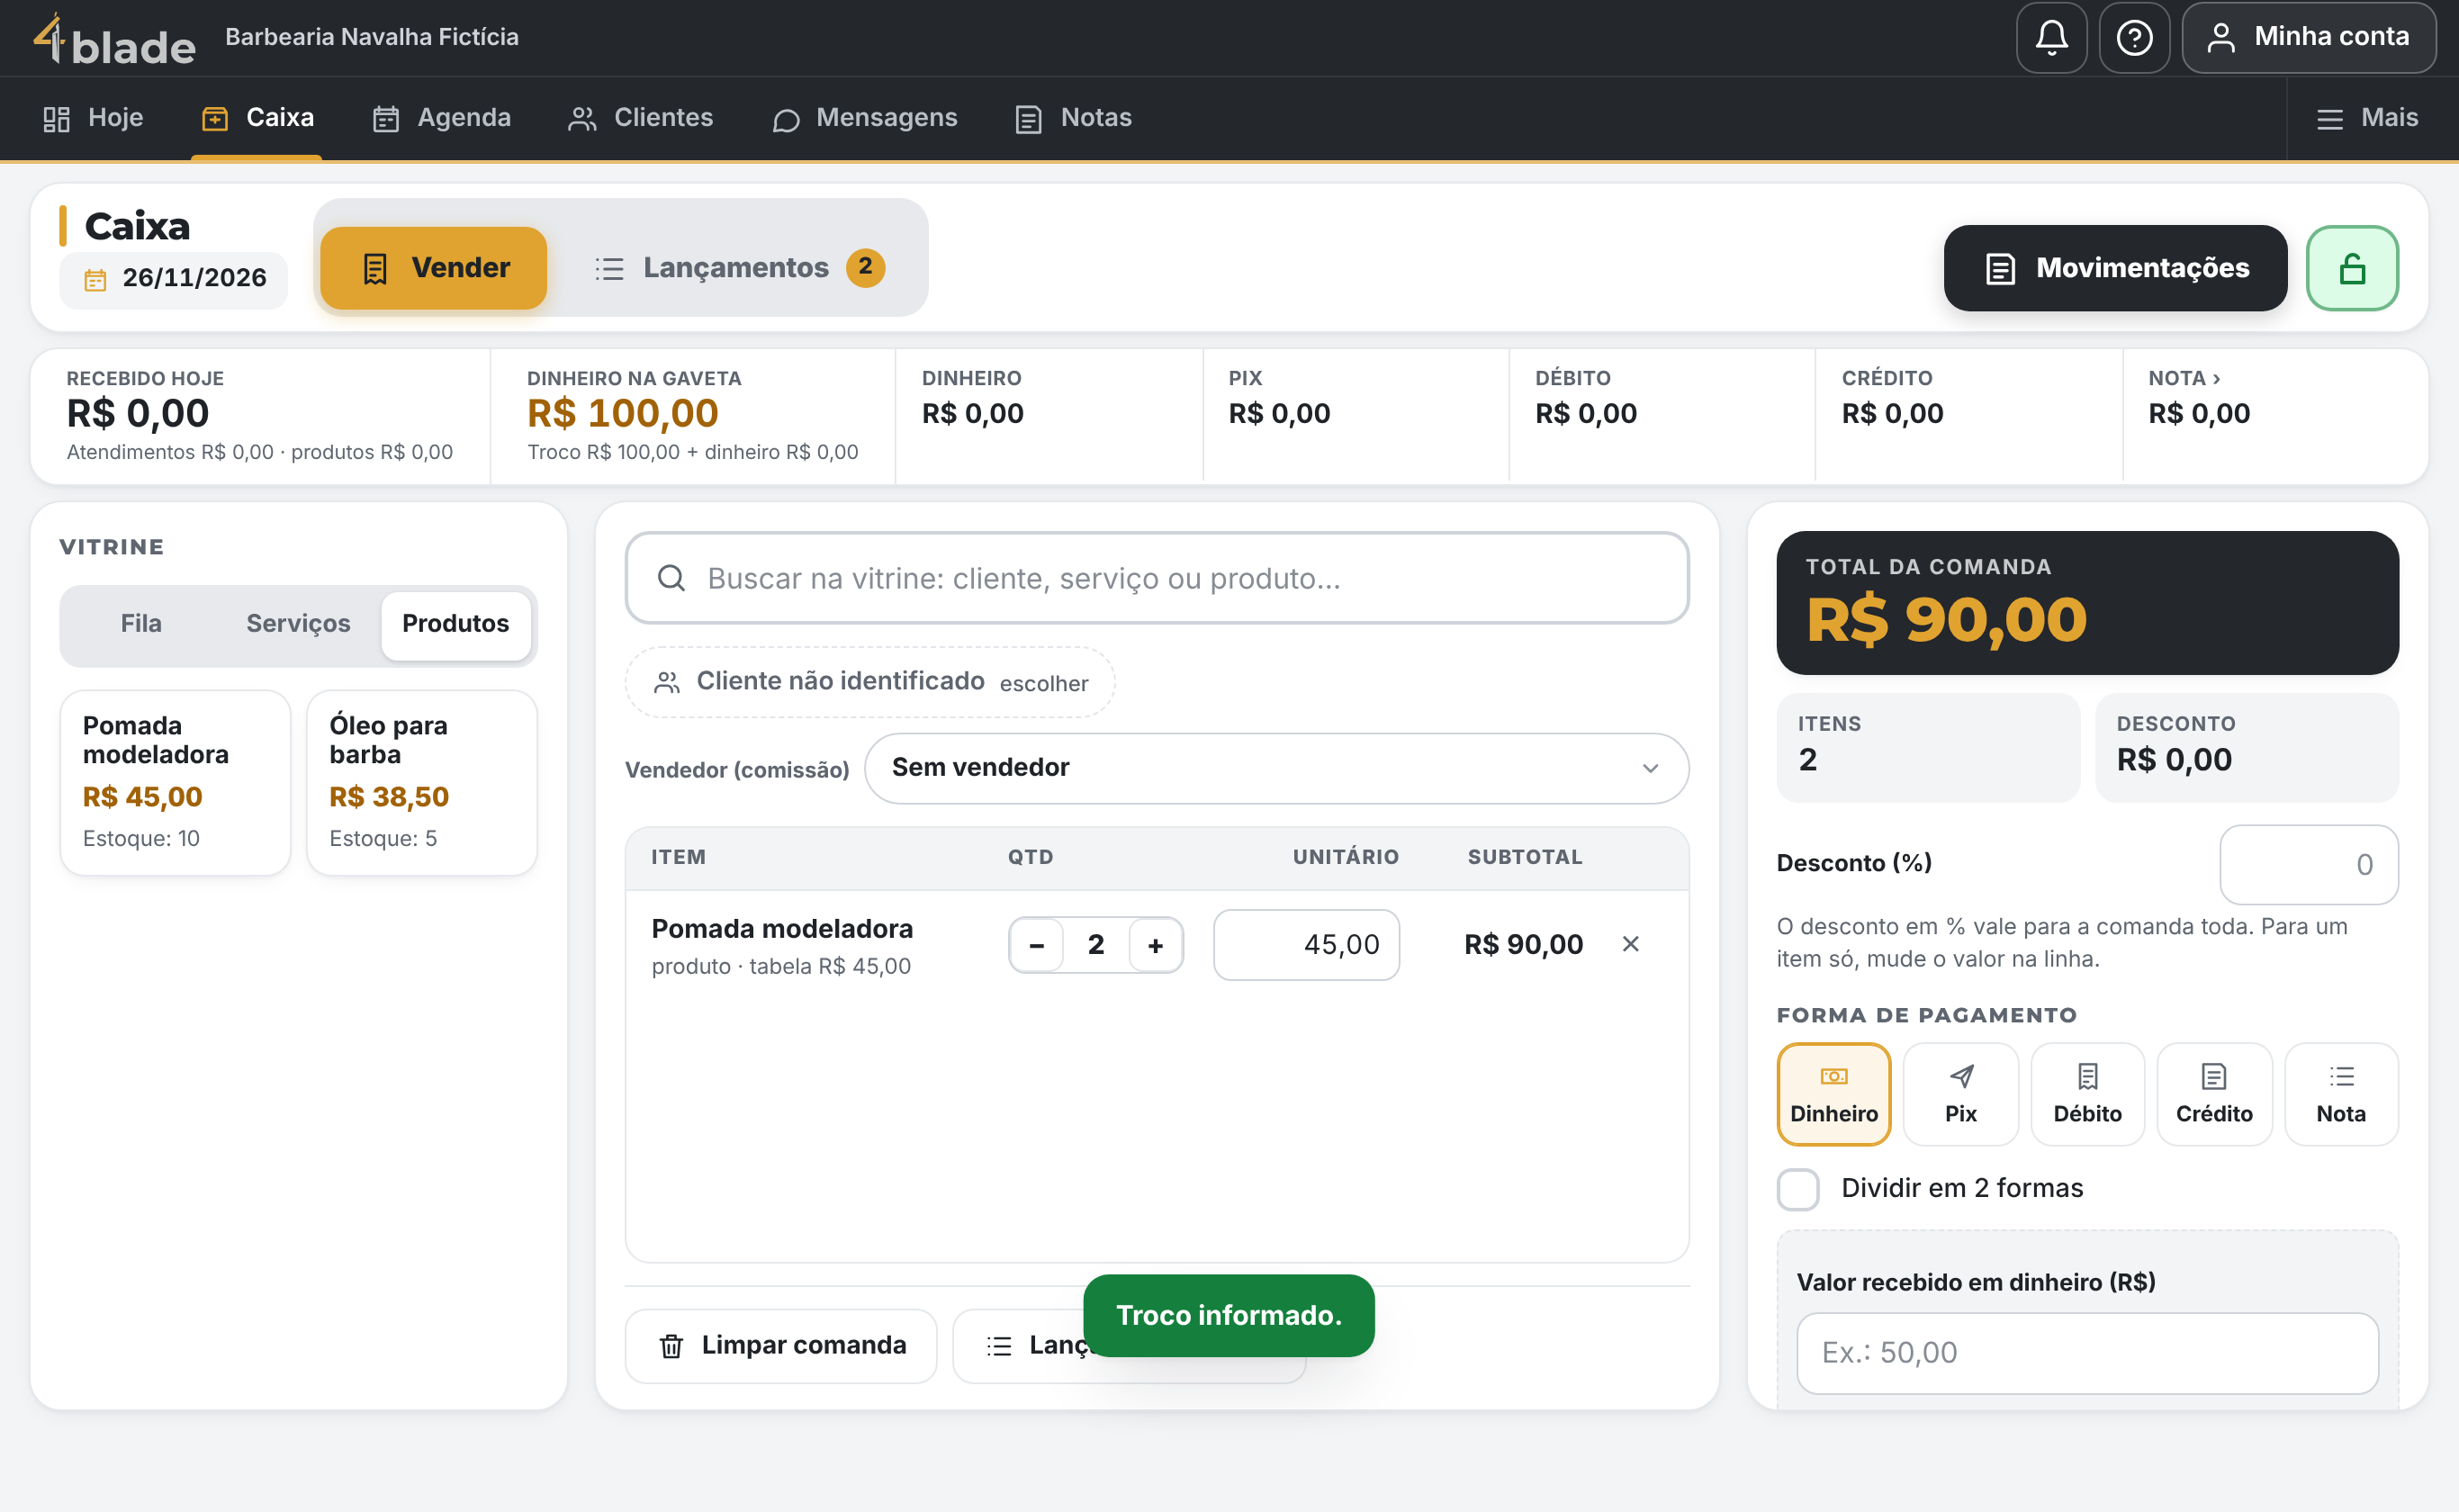 4blade
Barbearia Navalha Fictícia
Minha conta
Hoje
Caixa
Agenda
Clientes
Mensagens
Notas
Mais
Caixa
26/11/2026
Vender
Lançamentos 2
Movimentações
RECEBIDO HOJE
R$ 0,00
Atendimentos R$ 0,00 · produtos R$ 0,00
DINHEIRO NA GAVETA
R$ 100,00
Troco R$ 100,00 + dinheiro R$ 0,00
DINHEIRO
R$ 0,00
PIX
R$ 0,00
DÉBITO
R$ 0,00
CRÉDITO
R$ 0,00
NOTA ›
R$ 0,00
VITRINE
Fila
Serviços
Produtos
Pomada
modeladora
R$ 45,00
Estoque: 10
Óleo para
barba
R$ 38,50
Estoque: 5
Buscar na vitrine: cliente, serviço ou produto...
Cliente não identificado escolher
Vendedor (comissão)
Sem vendedor
ITEM QTD UNITÁRIO SUBTOTAL
Pomada modeladora
produto · tabela R$ 45,00
− 2 +
45,00
R$ 90,00 ×
Limpar comanda
Troco informado.
TOTAL DA COMANDA
R$ 90,00
ITENS
2
DESCONTO
R$ 0,00
Desconto (%)
0
O desconto em % vale para a comanda toda. Para um
item só, mude o valor na linha.
FORMA DE PAGAMENTO
Dinheiro
Pix
Débito
Crédito
Nota
Dividir em 2 formas
Valor recebido em dinheiro (R$)
Ex.: 50,00